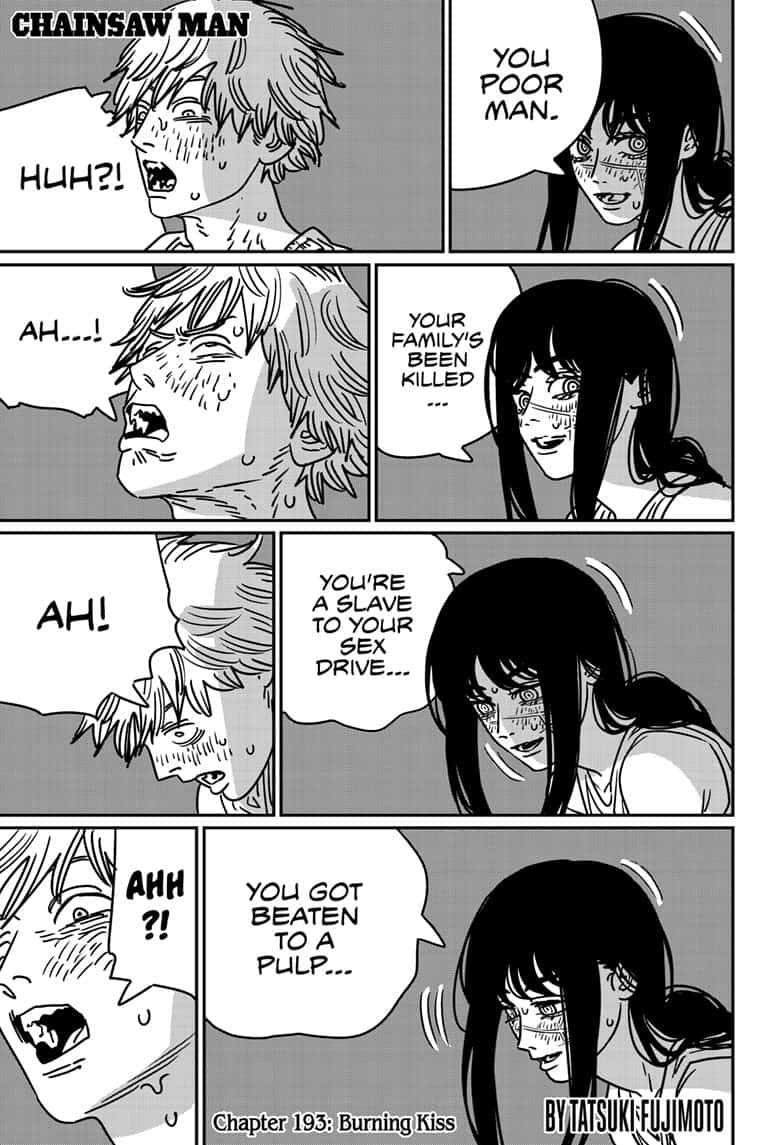 CHAINSAW MAN
YOU
POOR
MAN.
HUH?!
YOUR
FAMILY'S
BEEN
KILLED
...
AH...!
YOU'RE
A SLAVE
TO YOUR
SEX
DRIVE...
AH!
YOU GOT
BEATEN
TO A
PULP...
AHH
?!
Chapter 193: Burning Kiss
BY TATSUKI FUJIMOTO